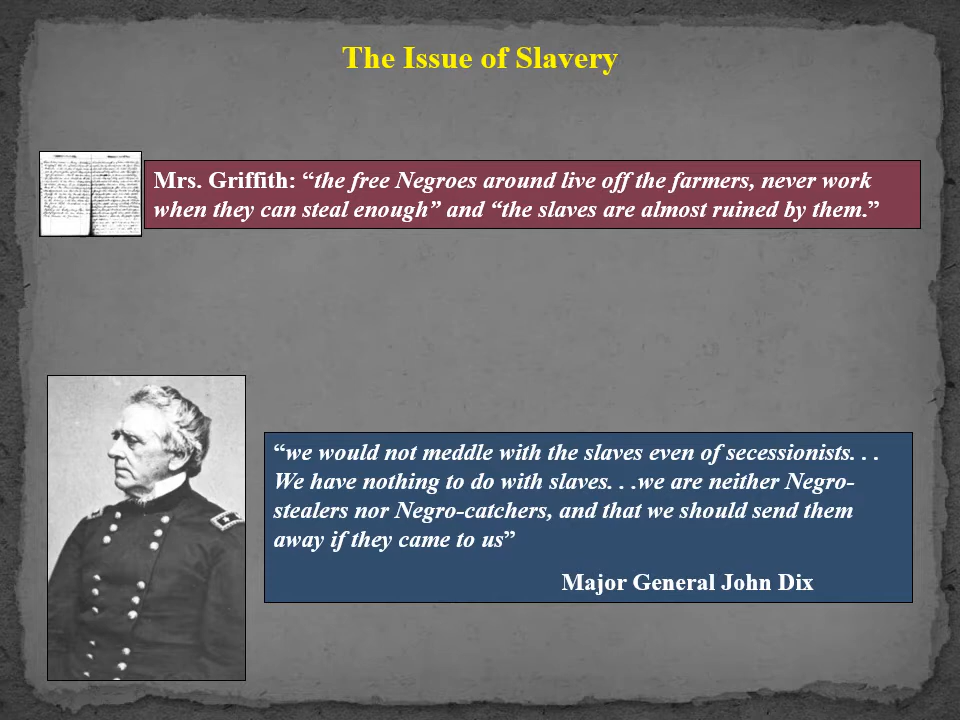 The Issue of Slavery
Mrs. Griffith: “the free Negroes around live off the farmers, never work
when they can steal enough” and “the slaves are almost ruined by them.”
“we would not meddle with the slaves even of secessionists. . .
We have nothing to do with slaves. . .we are neither Negro-
stealers nor Negro-catchers, and that we should send them
away if they came to us”
Major General John Dix